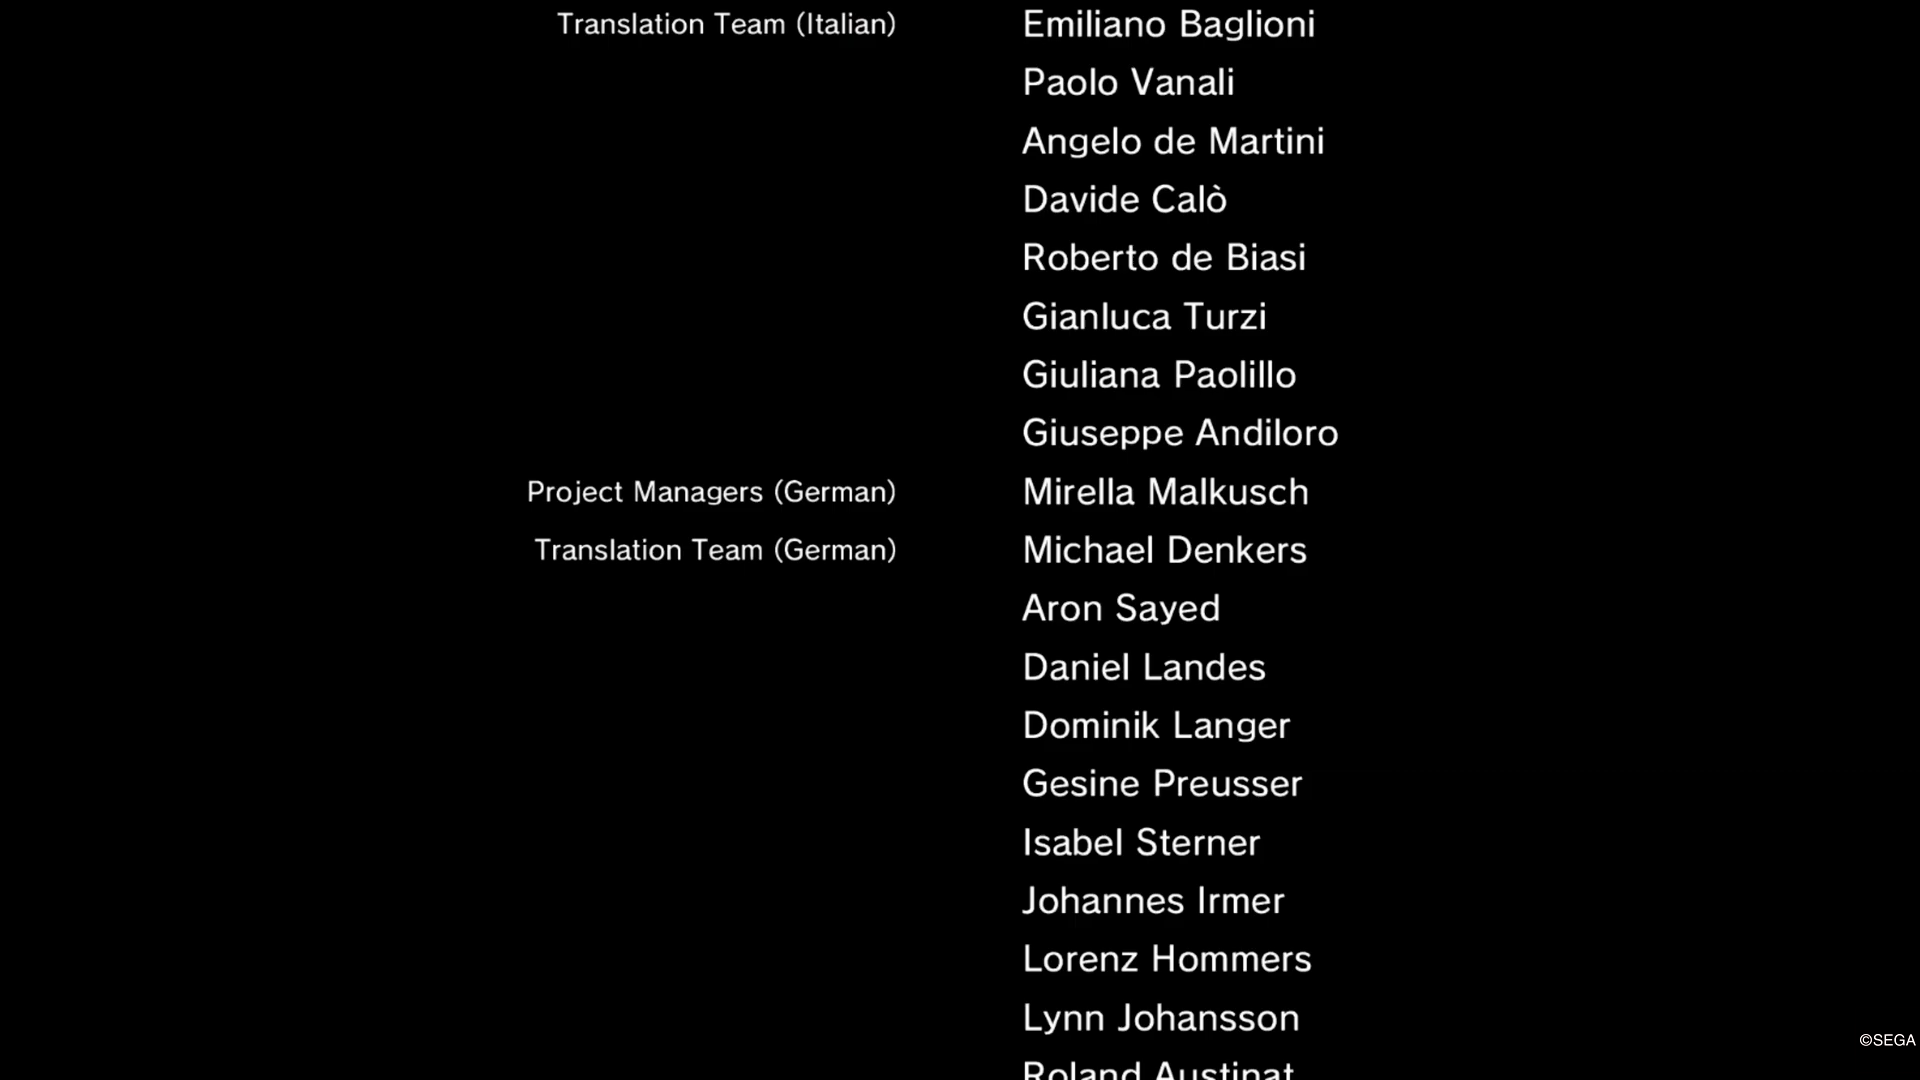 Translation Team (Italian) Emiliano Baglioni
Paolo Vanali
Angelo de Martini
Davide Calò
Roberto de Biasi
Gianluca Turzi
Giuliana Paolillo
Giuseppe Andiloro
Project Managers (German) Mirella Malkusch
Translation Team (German) Michael Denkers
Aron Sayed
Daniel Landes
Dominik Langer
Gesine Preusser
Isabel Sterner
Johannes Irmer
Lorenz Hommers
Lynn Johansson
©SEGA
Roland Austinat